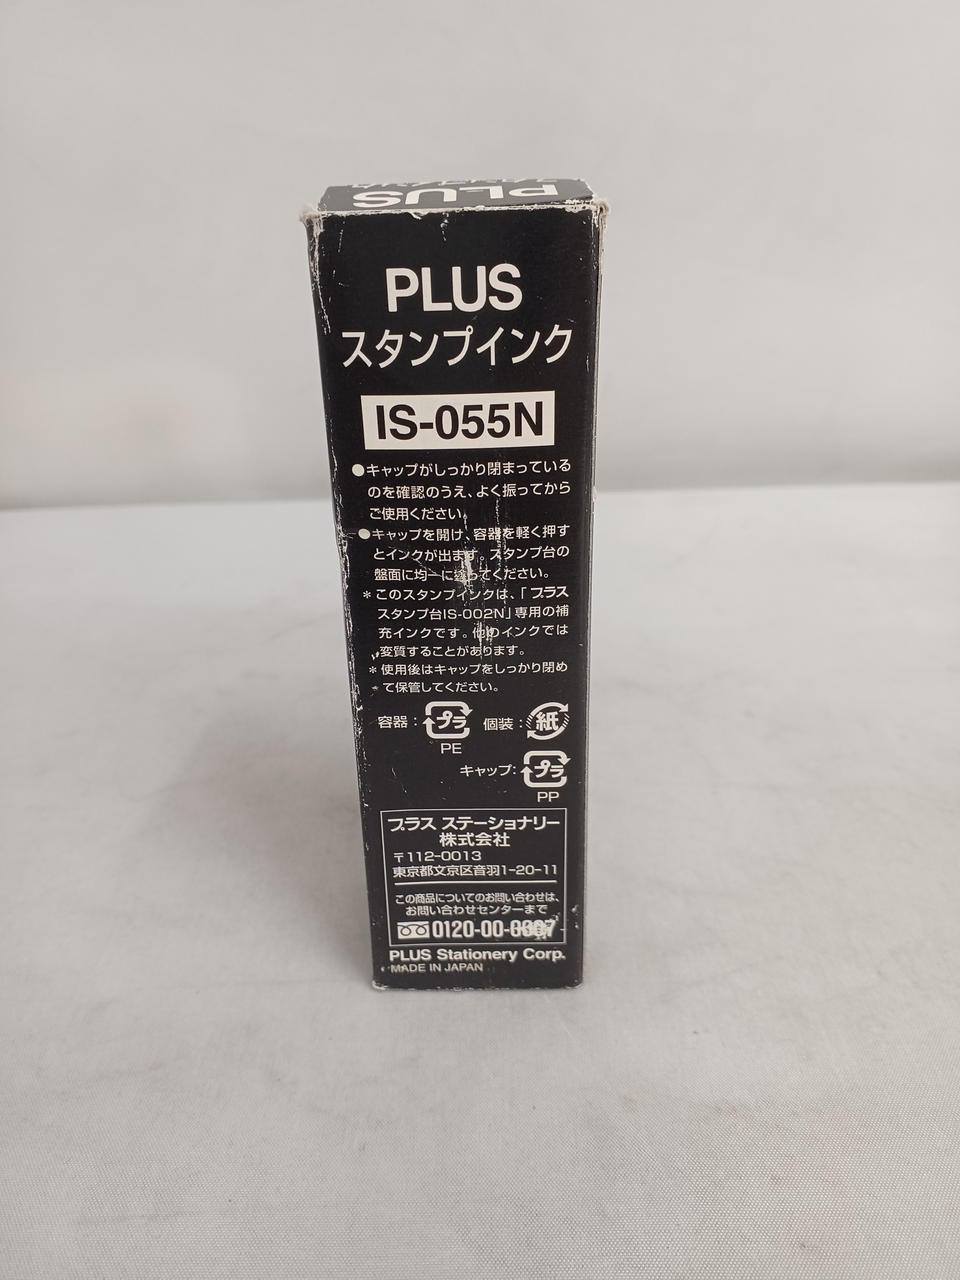 PLUS
PLUS
スタンプインク
IS-055N
●キャップがしっかり閉まっている
のを確認のうえ、よく振ってから
ご使用ください。
●キャップを開け、容器を軽く押す
とインクが出ます。スタンプ台の
盤面に均一に塗ってください。
＊このスタンプインクは、「プラス
スタンプ台IS-002N」専用の補
充インクです。他のインクでは
変質することがあります。
＊使用後はキャップをしっかり閉め
て保管してください。
容器：プラ 個装：紙
PE
キャップ：プラ
PP
プラス ステーショナリー
株式会社
〒112-0013
東京都文京区音羽1-20-11
この商品についてのお問い合わせは、
お問い合わせセンターまで
0120-00-
PLUS Stationery Corp.
MADE IN JAPAN